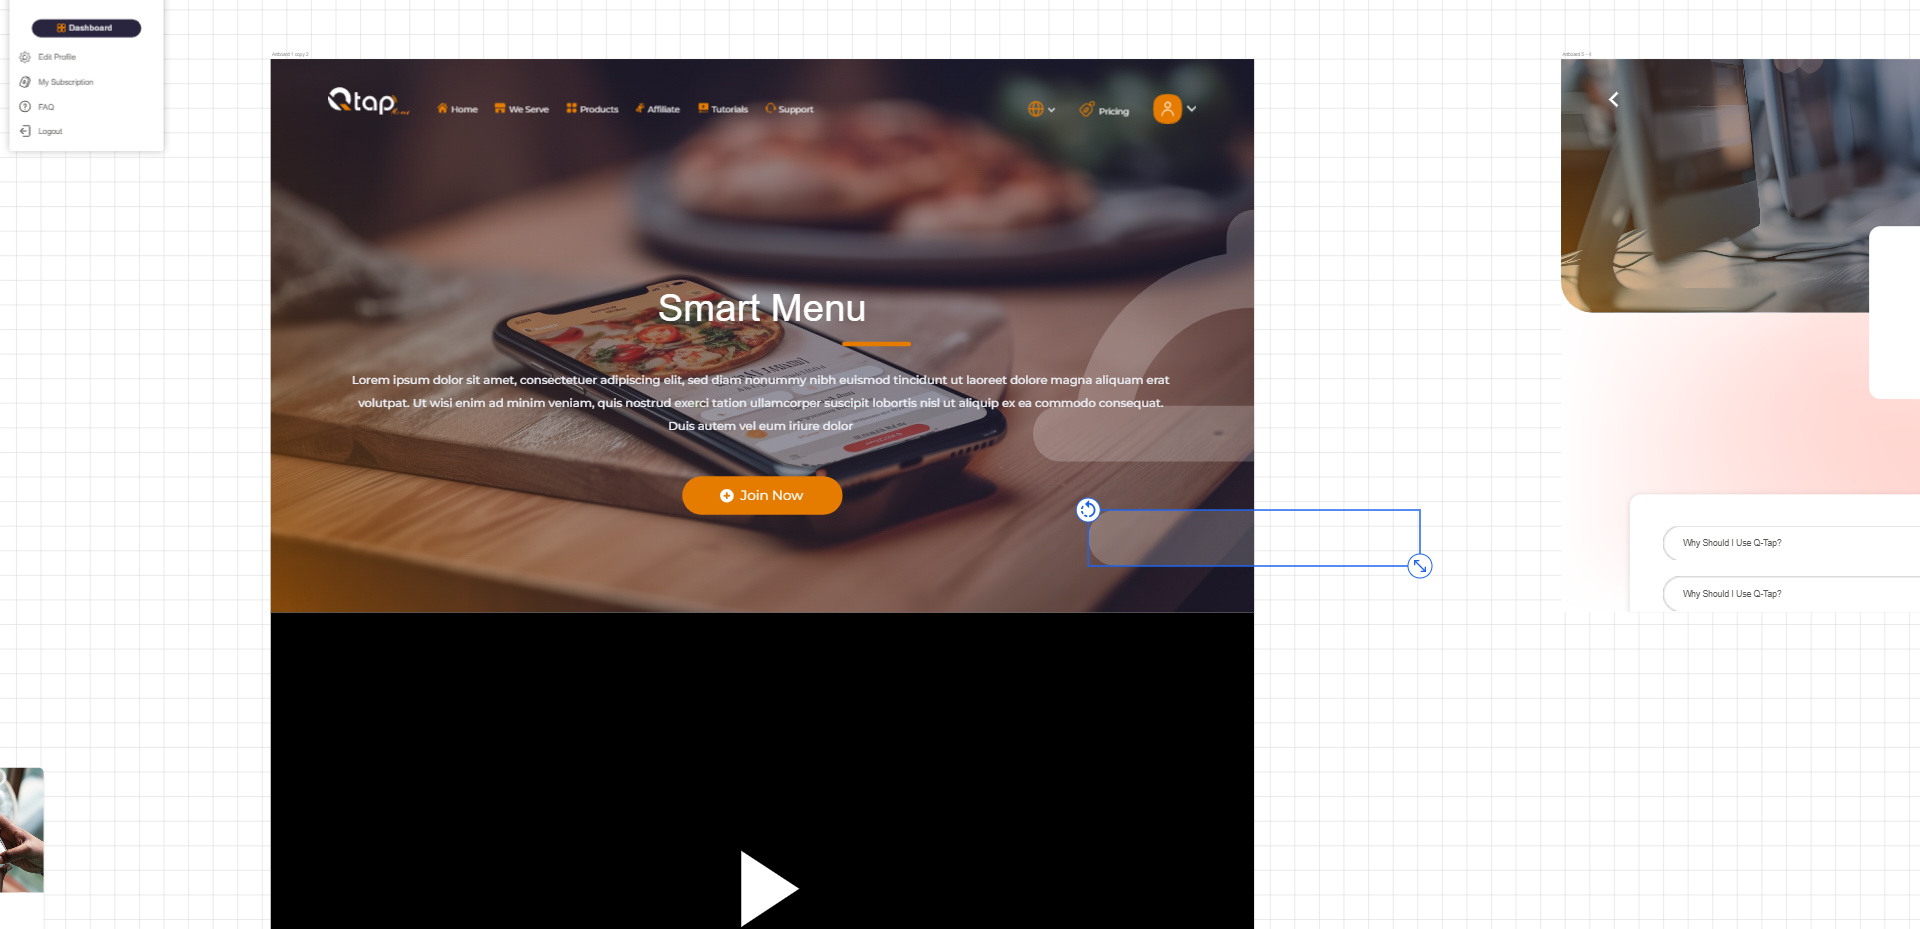 Dashboard
Edit Profile
My Subscription
FAQ
Logout
Artboard 1 copy 2
Qtap
Home
We Serve
Products
Affiliate
Tutorials
Support
Pricing
Smart Menu
Lorem ipsum dolor sit amet, consectetuer adipiscing elit, sed diam nonummy nibh euismod tincidunt ut laoreet dolore magna aliquam erat
volutpat. Ut wisi enim ad minim veniam, quis nostrud exerci tation ullamcorper suscipit lobortis nisl ut aliquip ex ea commodo consequat.
Duis autem vel eum iriure dolor
Join Now
Why Should I Use Q-Tap?
Why Should I Use Q-Tap?